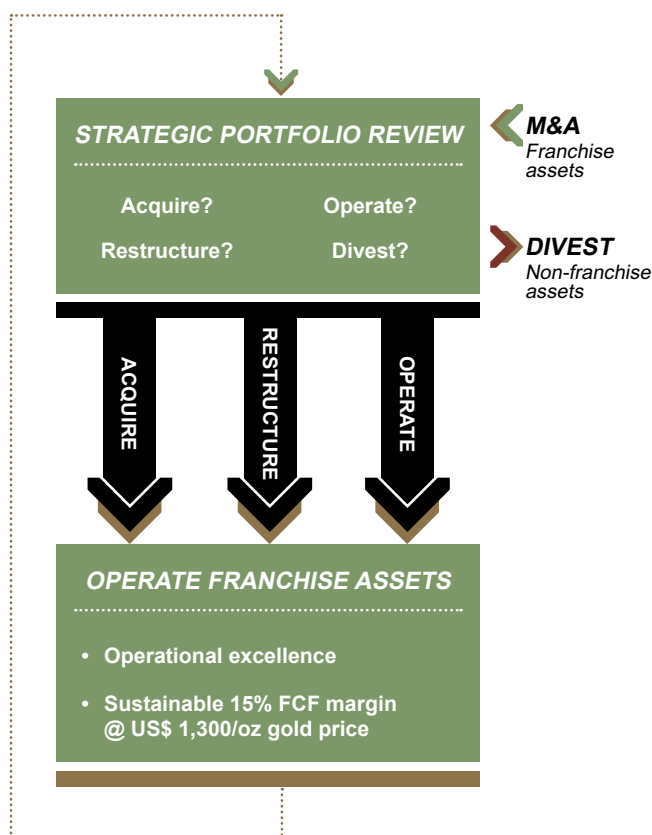 STRATEGIC PORTFOLIO REVIEW
Acquire?
Operate?
Restructure?
Divest?
M&A
Franchise
assets
DIVEST
Non-franchise
assets
ACQUIRE
RESTRUCTURE
OPERATE
OPERATE FRANCHISE ASSETS
• Operational excellence
• Sustainable 15% FCF margin
@ US$ 1,300/oz gold price